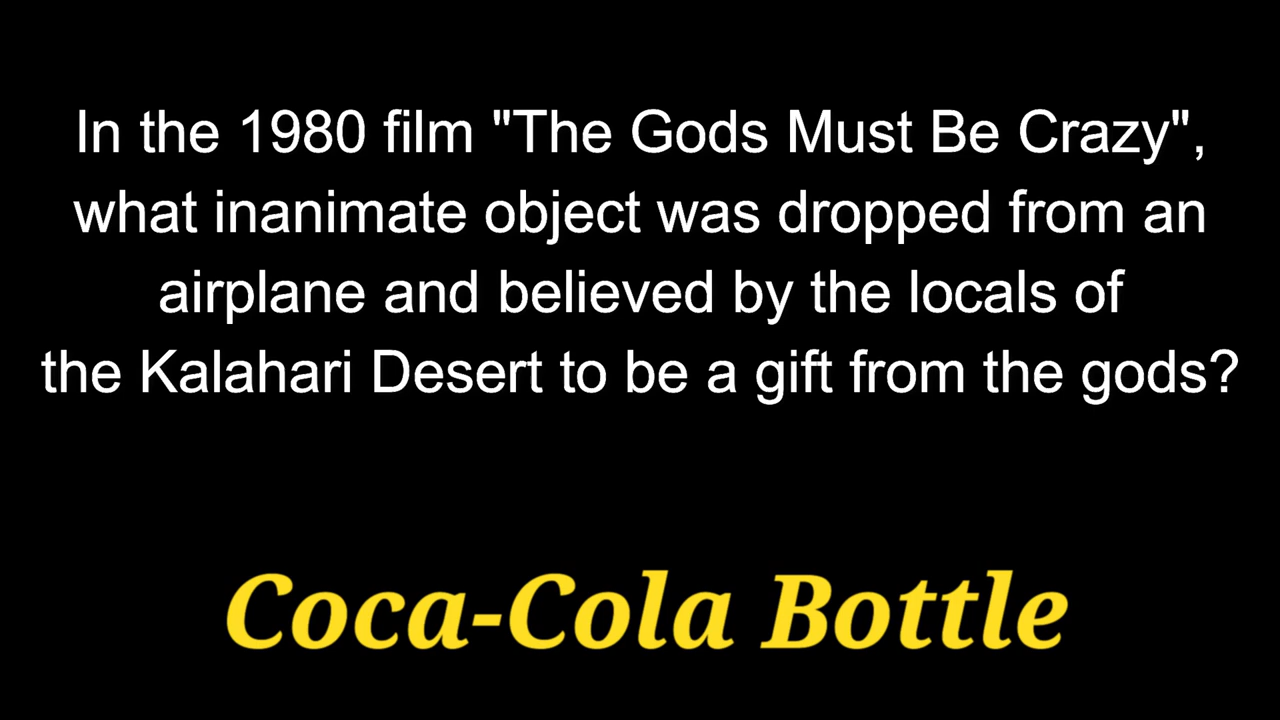 In the 1980 film "The Gods Must Be Crazy",
what inanimate object was dropped from an
airplane and believed by the locals of
the Kalahari Desert to be a gift from the gods?
Coca-Cola Bottle